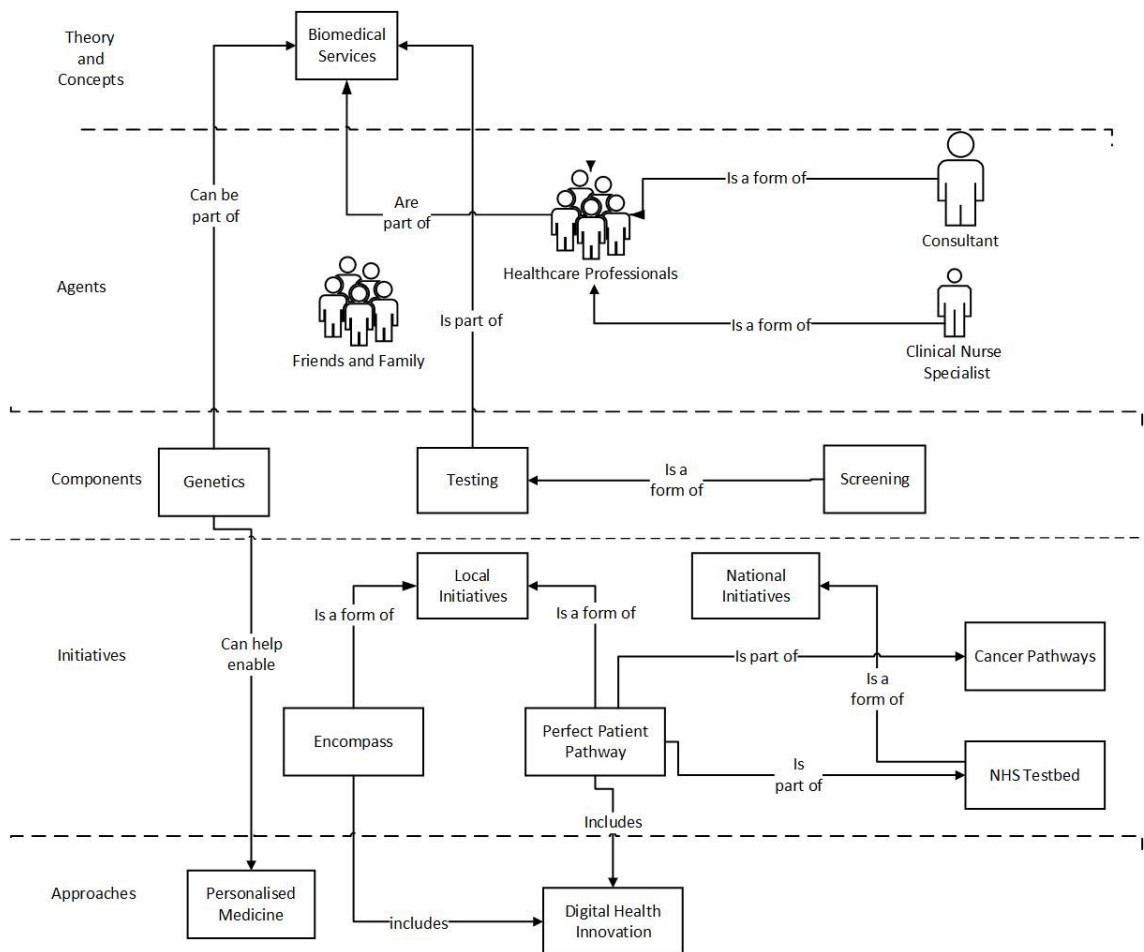 Theory
and
Concepts
Biomedical
Services
Can be
part of
Are
part of
Is a form of
Consultant
Healthcare Professionals
Agents
Is part of
Is a form of
Friends and Family
Clinical Nurse
Specialist
Components
Genetics
Testing
Is a
form of
Screening
Local
Initiatives
National
Initiatives
Is a form of
Is a form of
Initiatives
Can help
enable
Is part of
Cancer Pathways
Is a
form of
Encompass
Perfect Patient
Pathway
Is
part of
NHS Testbed
Includes
Approaches
Personalised
Medicine
includes
Digital Health
Innovation